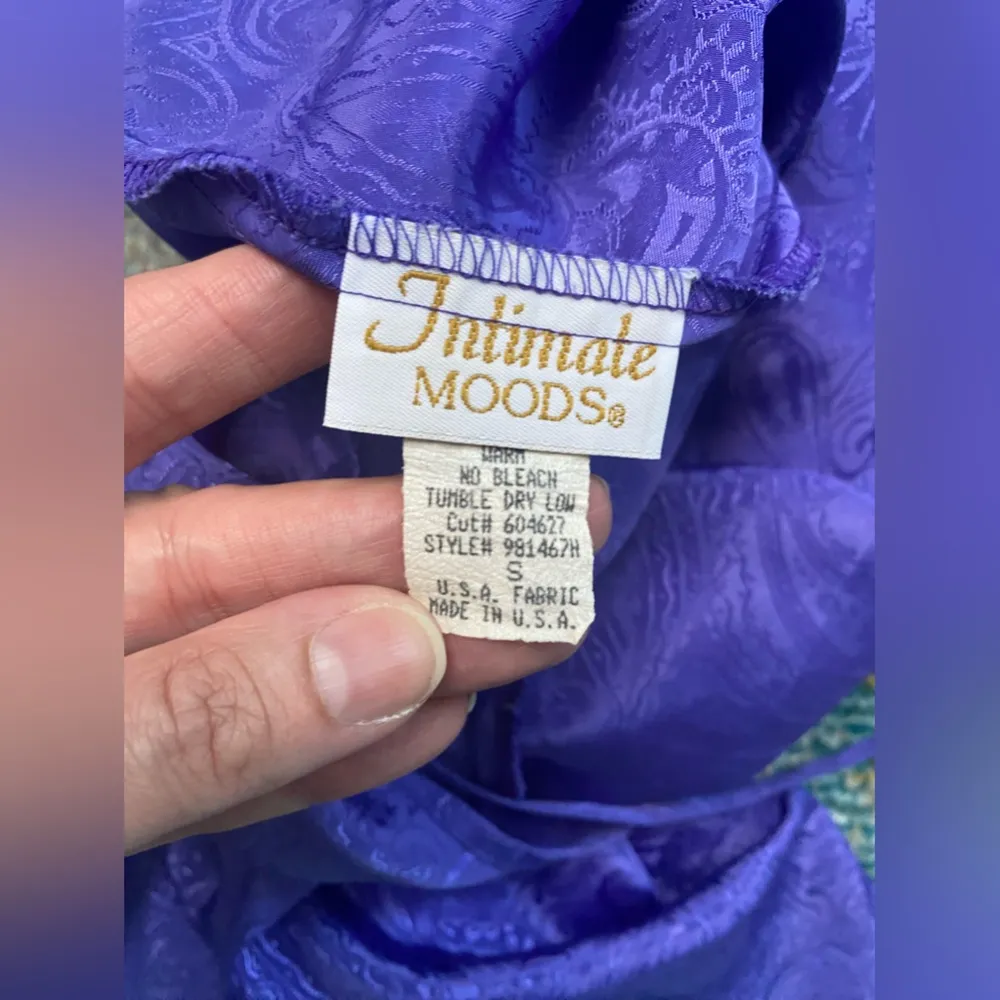 Intimate
MOODS®
WARM
NO BLEACH
TUMBLE DRY LOW
Cut# 604627
STYLE# 981467H
S
U.S.A. FABRIC
MADE IN U.S.A.